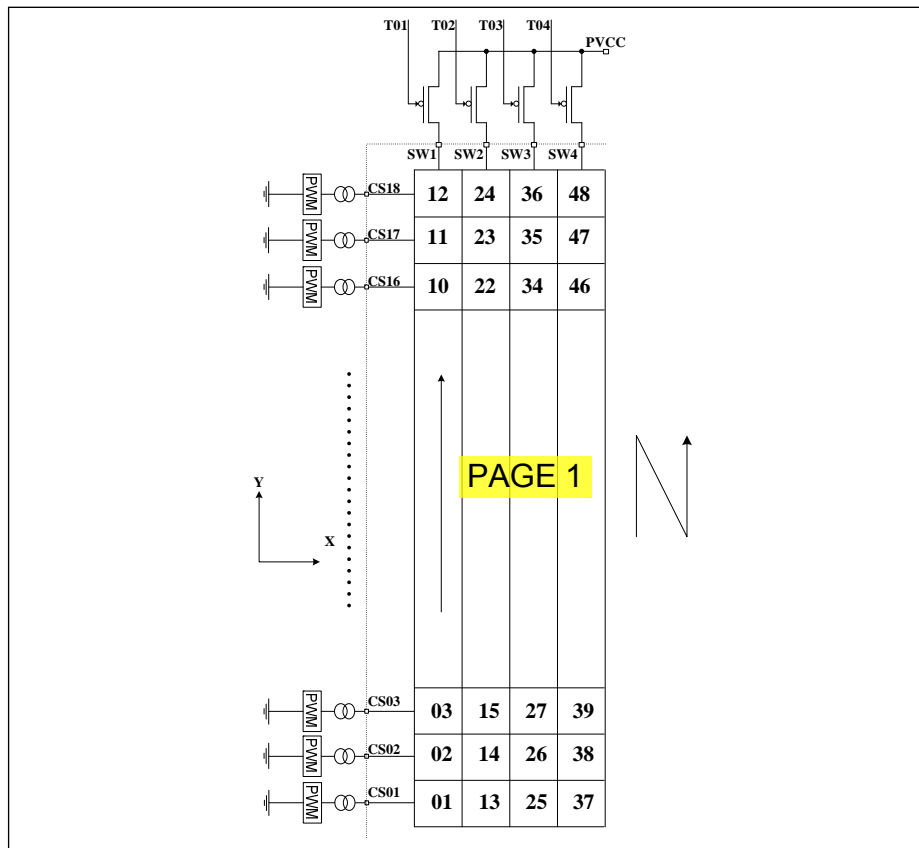 T01 T02 T03 T04
PVCC
SW1 SW2 SW3 SW4
PWM CS18 12 24 36 48
PWM CS17 11 23 35 47
PWM CS16 10 22 34 46
PAGE 1
Y
X
PWM CS03 03 15 27 39
PWM CS02 02 14 26 38
PWM CS01 01 13 25 37